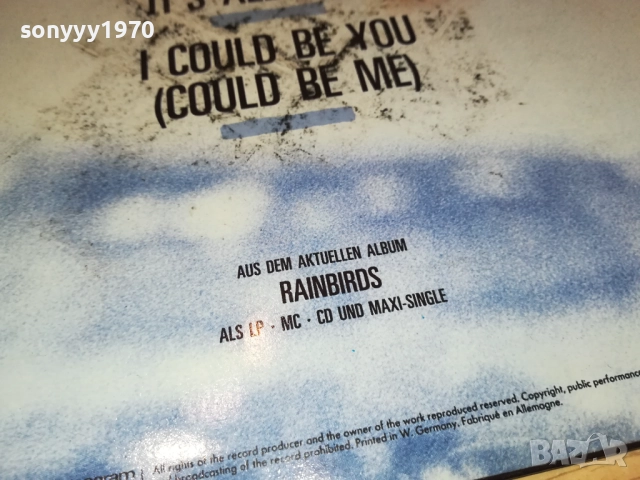 sonyyy1970
I COULD BE YOU
(COULD BE ME)
AUS DEM AKTUELLEN ALBUM
RAINBIRDS
ALS LP · MC · CD UND MAXI-SINGLE
All rights of the record producer and the owner of the work reproduced reserved. Copyright, public performance
broadcasting of the record prohibited. Printed in W. Germany. Fabriqué en Allemagne.
BAZAR